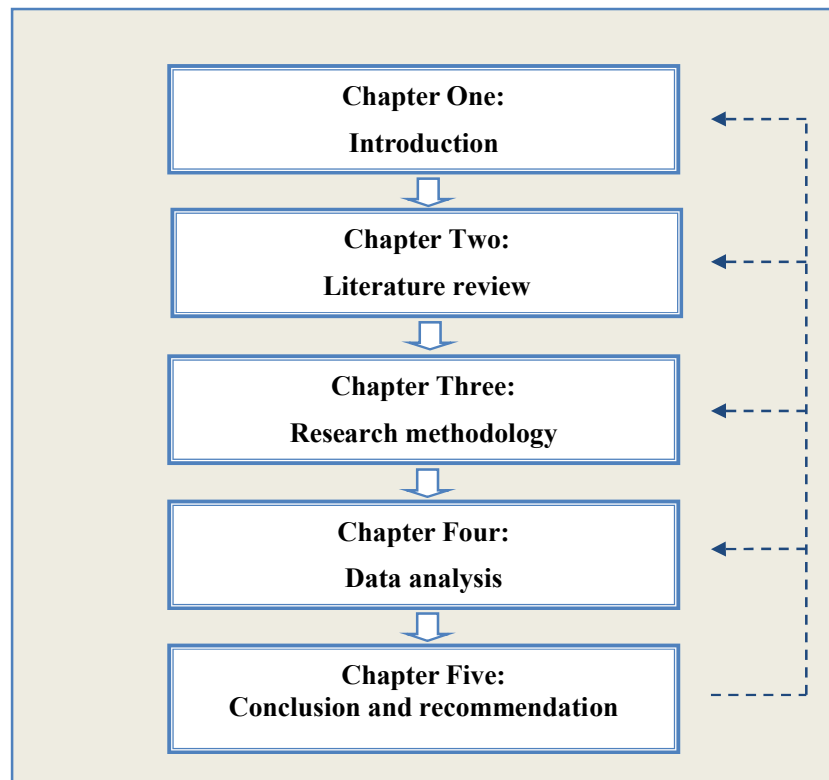 Chapter One:
Introduction
Chapter Two:
Literature review
Chapter Three:
Research methodology
Chapter Four:
Data analysis
Chapter Five:
Conclusion and recommendation